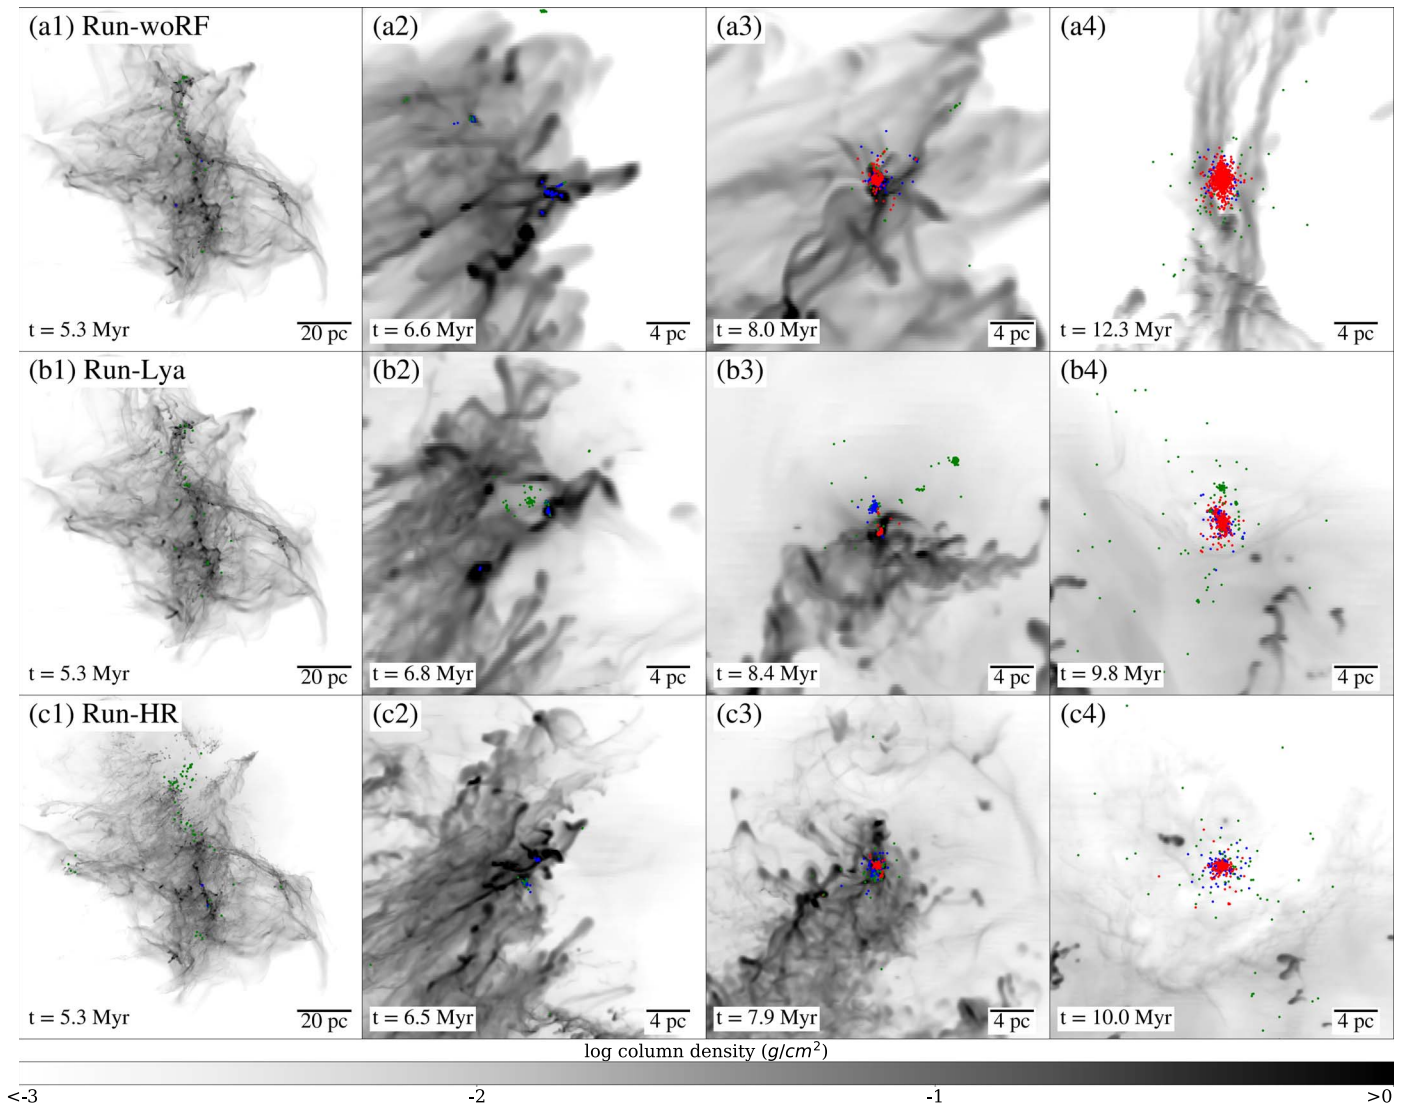 (a1) Run-woRF
t = 5.3 Myr
20 pc
(a2)
t = 6.6 Myr
4 pc
(a3)
t = 8.0 Myr
4 pc
(a4)
t = 12.3 Myr
4 pc
(b1) Run-Lya
t = 5.3 Myr
20 pc
(b2)
t = 6.8 Myr
4 pc
(b3)
t = 8.4 Myr
4 pc
(b4)
t = 9.8 Myr
4 pc
(c1) Run-HR
t = 5.3 Myr
20 pc
(c2)
t = 6.5 Myr
4 pc
(c3)
t = 7.9 Myr
4 pc
(c4)
t = 10.0 Myr
4 pc
log column density (g/cm²)
<-3
-2
-1
>0